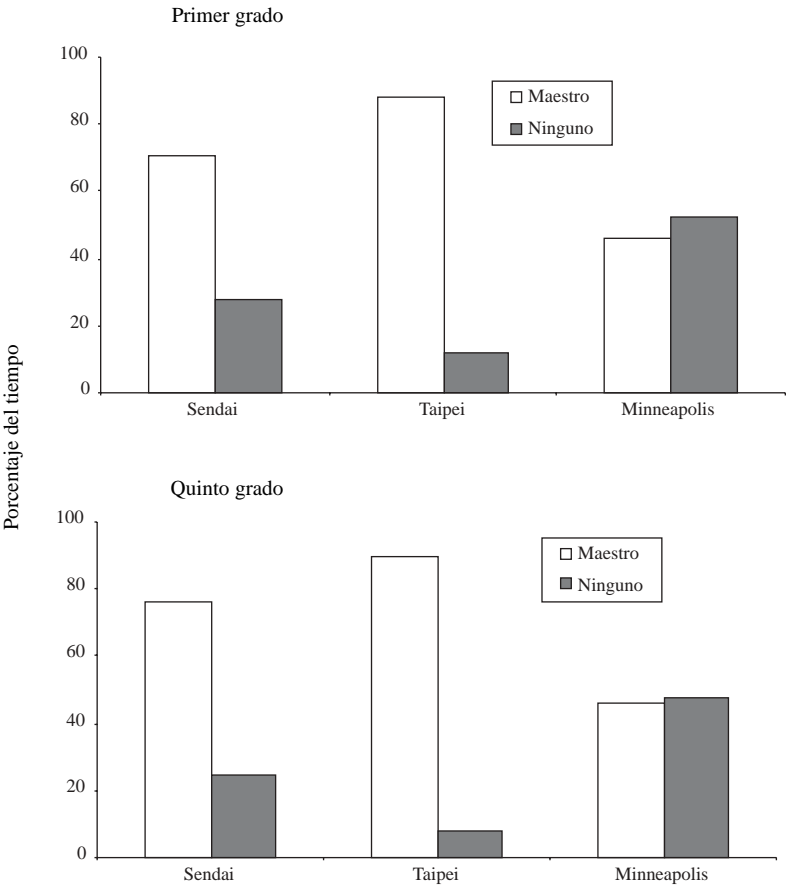 Primer grado
100
Maestro
80
Ninguno
60
40
20
0
Sendai Taipei Minneapolis
Porcentaje del tiempo
Quinto grado
100
Maestro
80
Ninguno
60
40
20
0
Sendai Taipei Minneapolis